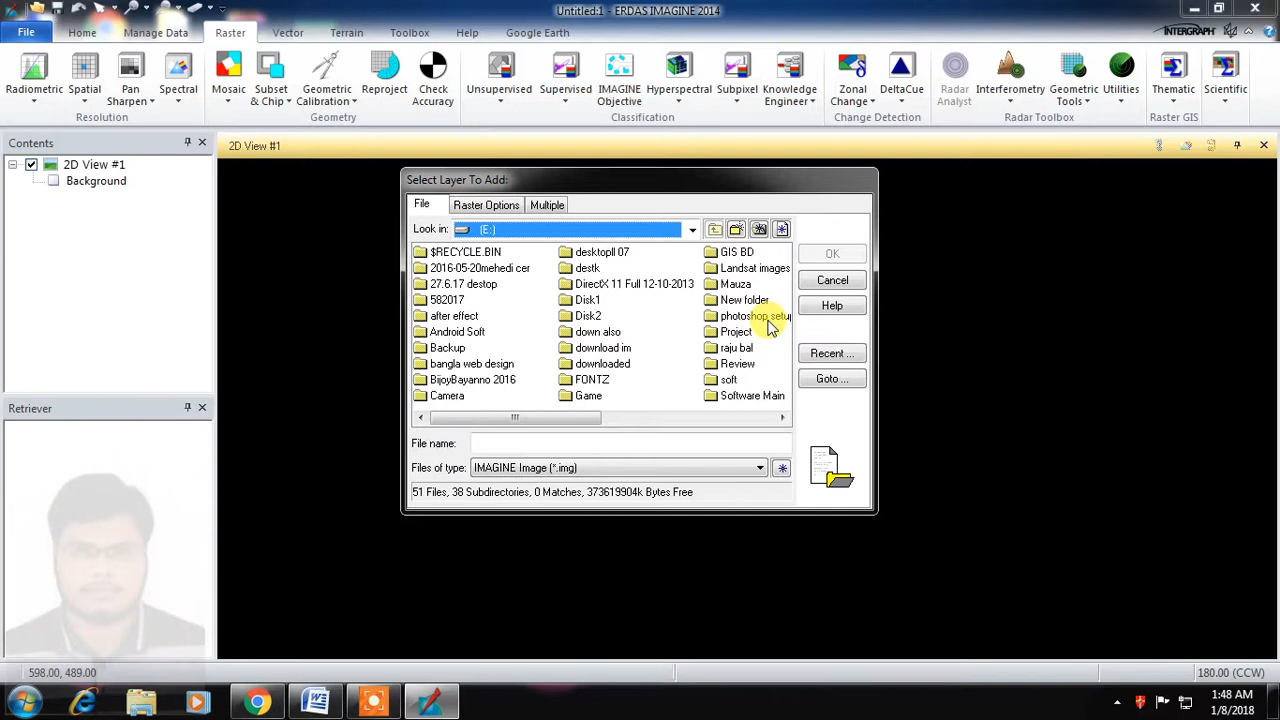 Untitled:1 - ERDAS IMAGINE 2014
File Home Manage Data Raster Vector Terrain Toolbox Help Google Earth
INTERGRAPH
Radiometric Spatial Pan Sharpen Spectral Mosaic Subset & Chip Geometric Calibration Reproject Check Accuracy Unsupervised Supervised IMAGINE Objective Hyperspectral Subpixel Knowledge Engineer Zonal Change DeltaCue Radar Analyst Interferometry Geometric Tools Utilities Thematic Scientific
Resolution Geometry Classification Change Detection Radar Toolbox Raster GIS
Contents
2D View #1
Background
2D View #1
Select Layer To Add:
File Raster Options Multiple
Look in: (E:)
$RECYCLE.BIN desktopll 07 GIS BD
2016-05-20mehedi cer destk Landsat images
27.6.17 destop DirectX 11 Full 12-10-2013 Mauza
582017 Disk1 New folder
after effect Disk2 photoshop setup
Android Soft down also Project
Backup download im raju bal
bangla web design downloaded Review
BijoyBayanno 2016 FONTZ soft
Camera Game Software Main
OK
Cancel
Help
Recent ...
Goto ...
File name:
Files of type: IMAGINE Image (*.img)
51 Files, 38 Subdirectories, 0 Matches, 373619904k Bytes Free
Retriever
598.00, 489.00
180.00 (CCW)
1:48 AM
1/8/2018